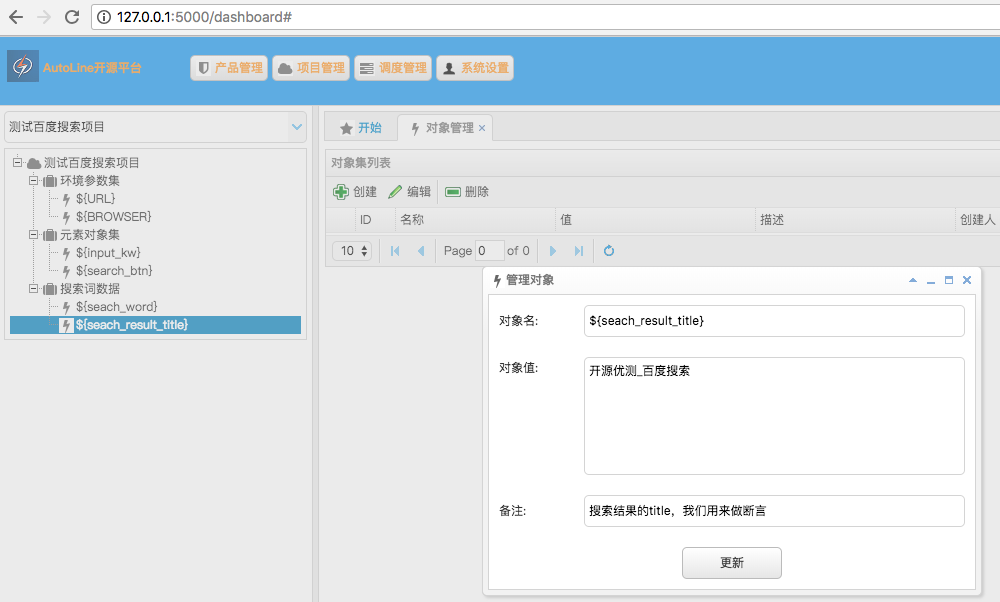 127.0.0.1:5000/dashboard#
AutoLine开源平台
产品管理
项目管理
调度管理
系统设置
测试百度搜索项目
测试百度搜索项目
环境参数集
${URL}
${BROWSER}
元素对象集
${input_kw}
${search_btn}
搜索词数据
${seach_word}
${seach_result_title}
开始
对象管理
对象集列表
创建 编辑 删除
ID 名称 值 描述 创建人
10 Page 0 of 0
管理对象
对象名: ${seach_result_title}
对象值: 开源优测_百度搜索
备注: 搜索结果的title，我们用来做断言
更新